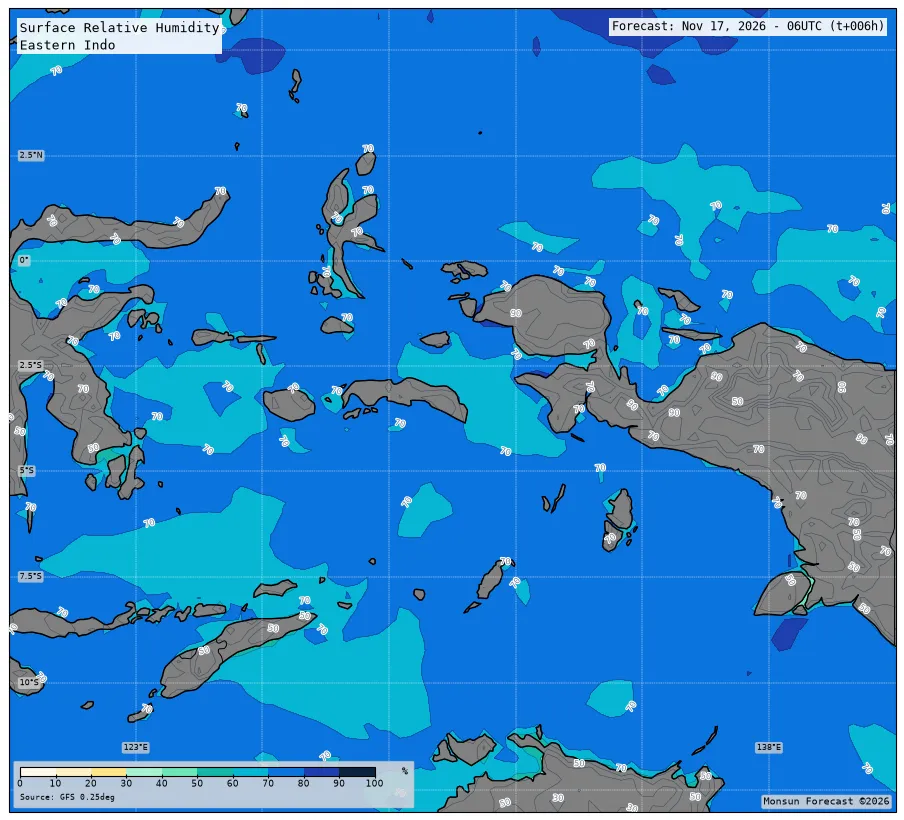 Surface Relative Humidity
Eastern Indo
Forecast: Nov 17, 2026 - 06UTC (t+006h)
2.5°N
0°
2.5°S
5°S
7.5°S
10°S
123°E
138°E
0 10 20 30 40 50 60 70 80 90 100 %
Source: GFS 0.25deg
Monsun Forecast ©2026